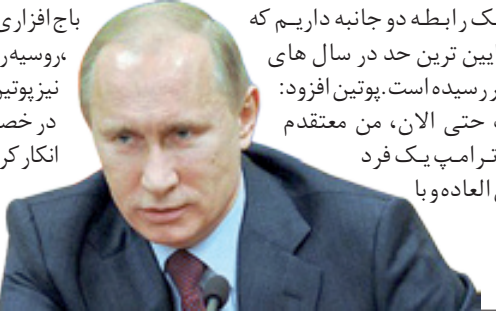 یک رابطه دو جانبه داریم که
ایین ترین حد در سال های
ر رسیده است. پوتین افزود:
حتی الان، من معتقدم
ترامپ یک فرد
العاده و با
باج افزاری
،روسیه ر
نیز پوتین
در خصو
انکار کر